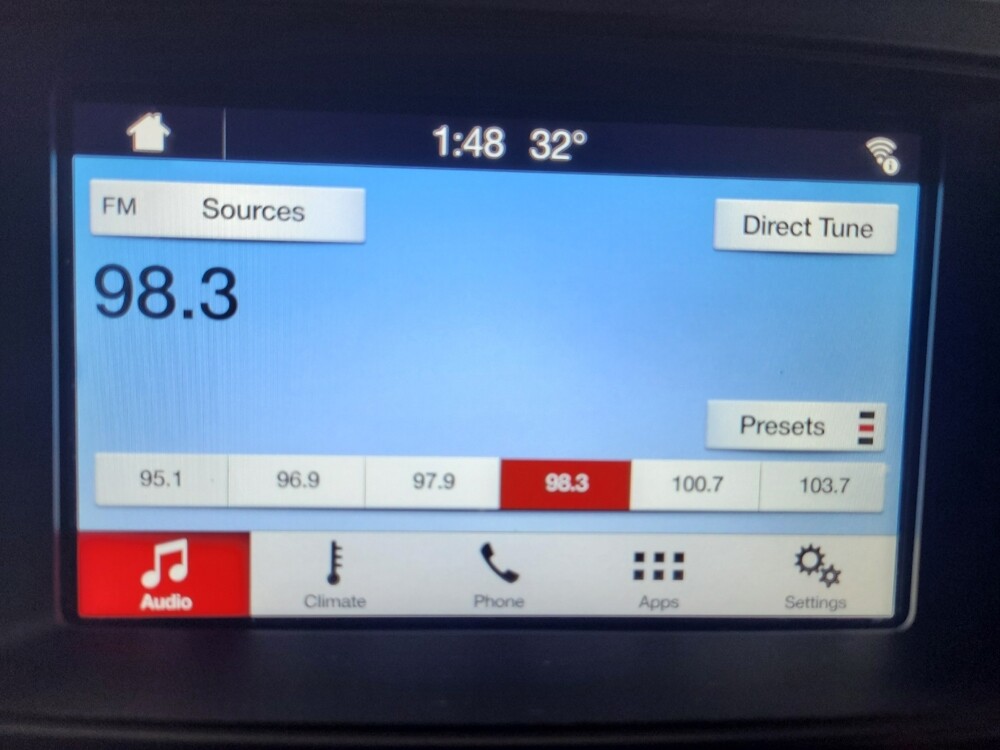 1:48 32°
FM Sources
Direct Tune
98.3
Presets
95.1 96.9 97.9 98.3 100.7 103.7
Audio Climate Phone Apps Settings